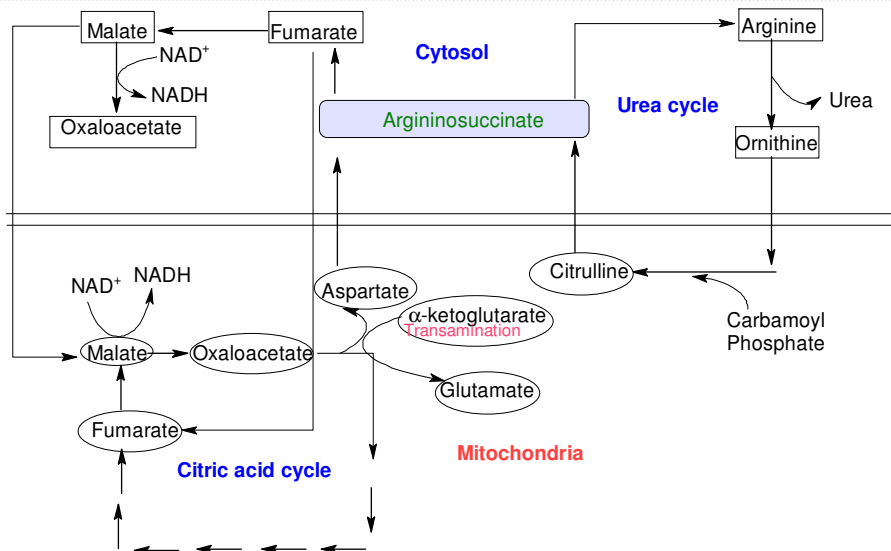 Malate
Fumarate
Cytosol
Arginine
NAD+
NADH
Urea cycle
Urea
Argininosuccinate
Oxaloacetate
Ornithine
NAD+
NADH
Aspartate
Citrulline
α-ketoglutarate
Transamination
Carbamoyl
Phosphate
Malate
Oxaloacetate
Glutamate
Fumarate
Mitochondria
Citric acid cycle